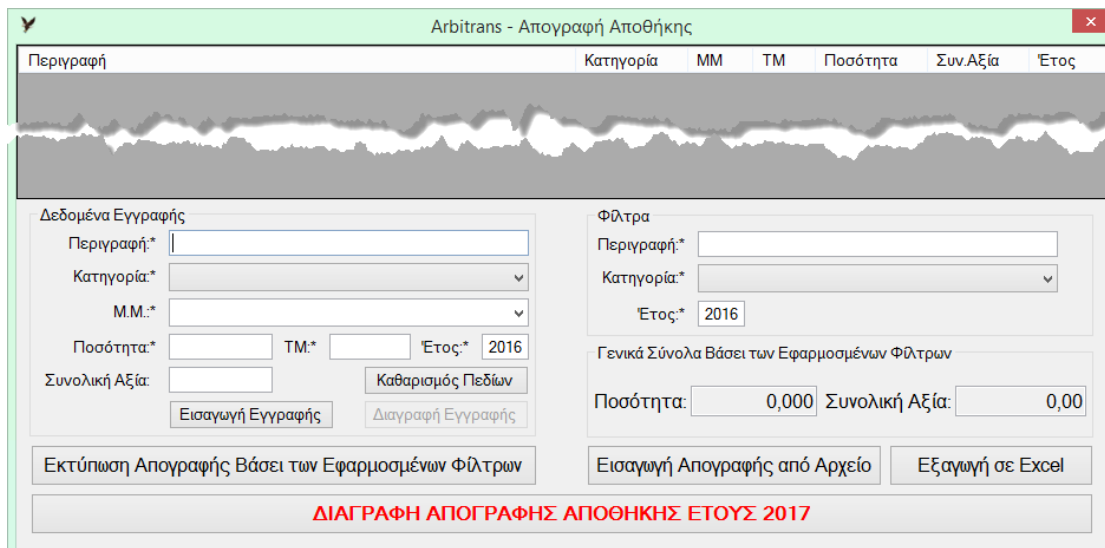 Arbitrans - Απογραφή Αποθήκης
Περιγραφή Κατηγορία ΜΜ ΤΜ Ποσότητα Συν.Αξία Έτος
Δεδομένα Εγγραφής
Περιγραφή:*
Κατηγορία:*
Μ.Μ.:*
Ποσότητα:* ΤΜ:* Έτος:* 2016
Συνολική Αξία: Καθαρισμός Πεδίων
Εισαγωγή Εγγραφής Διαγραφή Εγγραφής
Φίλτρα
Περιγραφή:*
Κατηγορία:*
Έτος:* 2016
Γενικά Σύνολα Βάσει των Εφαρμοσμένων Φίλτρων
Ποσότητα: 0,000 Συνολική Αξία: 0,00
Εκτύπωση Απογραφής Βάσει των Εφαρμοσμένων Φίλτρων Εισαγωγή Απογραφής από Αρχείο Εξαγωγή σε Excel
ΔΙΑΓΡΑΦΗ ΑΠΟΓΡΑΦΗΣ ΑΠΟΘΗΚΗΣ ΕΤΟΥΣ 2017